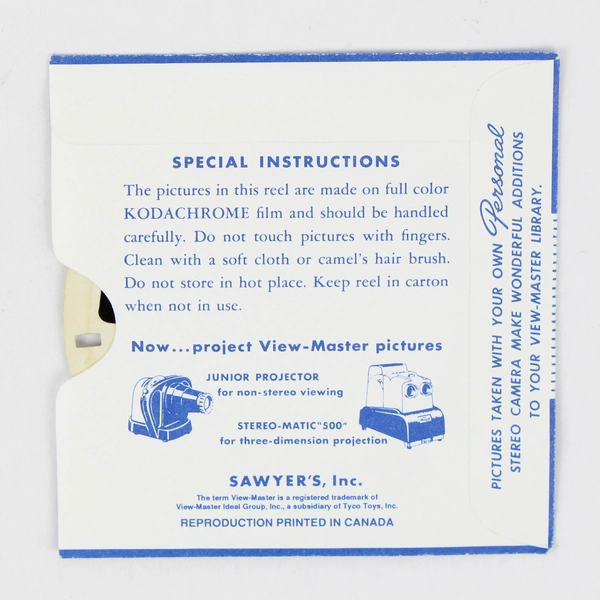 SPECIAL INSTRUCTIONS
The pictures in this reel are made on full color
KODACHROME film and should be handled
carefully. Do not touch pictures with fingers.
Clean with a soft cloth or camel's hair brush.
Do not store in hot place. Keep reel in carton
when not in use.
Now...project View-Master pictures
JUNIOR PROJECTOR
for non-stereo viewing
STEREO-MATIC "500"
for three-dimension projection
SAWYER'S, Inc.
The term View-Master is a registered trademark of
View-Master Ideal Group, Inc., a subsidiary of Tyco Toys, Inc.
REPRODUCTION PRINTED IN CANADA
PICTURES TAKEN WITH YOUR OWN Personal
STEREO CAMERA MAKE WONDERFUL ADDITIONS
TO YOUR VIEW-MASTER LIBRARY.